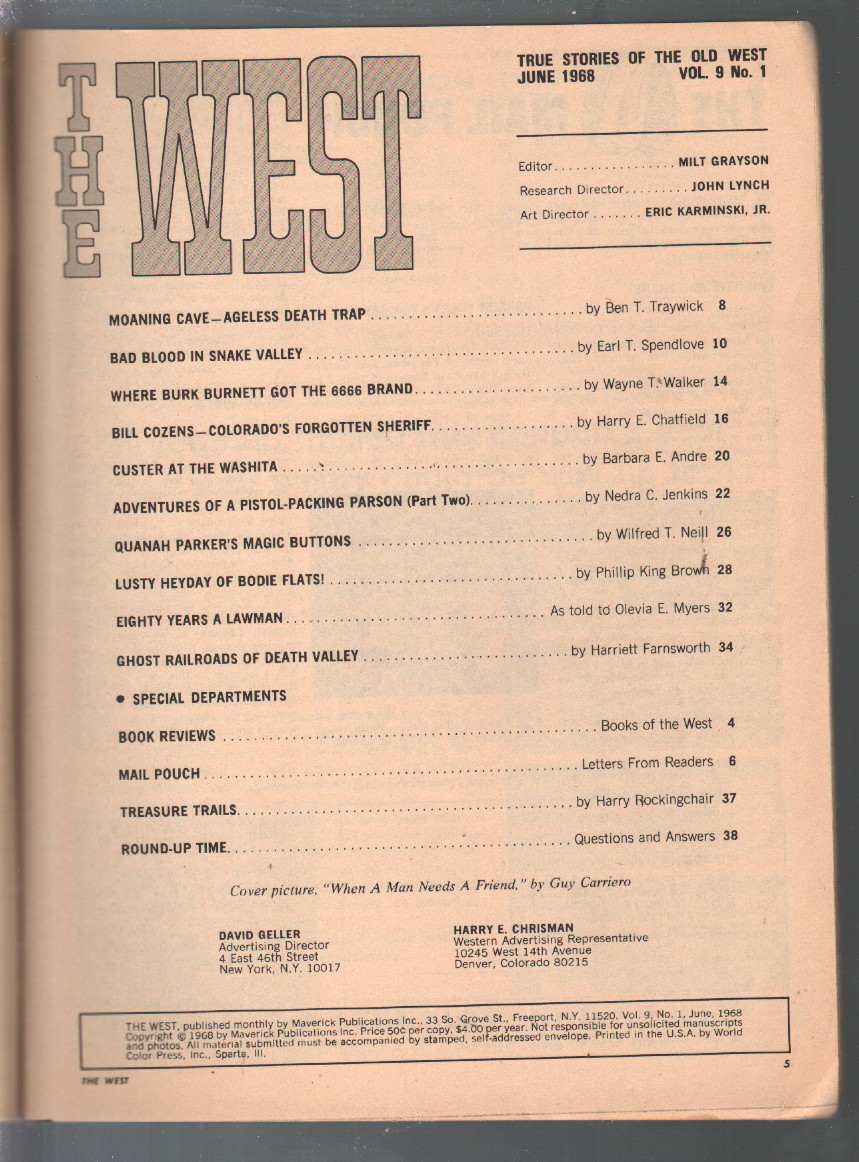 THE WEST
TRUE STORIES OF THE OLD WEST
JUNE 1968 VOL. 9 No. 1
Editor................. MILT GRAYSON
Research Director......... JOHN LYNCH
Art Director ....... ERIC KARMINSKI, JR.
MOANING CAVE—AGELESS DEATH TRAP ............................ by Ben T. Traywick 8
BAD BLOOD IN SNAKE VALLEY .................................. by Earl T. Spendlove 10
WHERE BURK BURNETT GOT THE 6666 BRAND...................... by Wayne T. Walker 14
BILL COZENS—COLORADO'S FORGOTTEN SHERIFF................... by Harry E. Chatfield 16
CUSTER AT THE WASHITA ....................................... by Barbara E. Andre 20
ADVENTURES OF A PISTOL-PACKING PARSON (Part Two)............... by Nedra C. Jenkins 22
QUANAH PARKER'S MAGIC BUTTONS ............................... by Wilfred T. Neill 26
LUSTY HEYDAY OF BODIE FLATS! ................................ by Phillip King Brown 28
EIGHTY YEARS A LAWMAN.................................. As told to Olevia E. Myers 32
GHOST RAILROADS OF DEATH VALLEY ........................... by Harriett Farnsworth 34
● SPECIAL DEPARTMENTS
BOOK REVIEWS ................................................. Books of the West 4
MAIL POUCH .................................................. Letters From Readers 6
TREASURE TRAILS............................................ by Harry Rockingchair 37
ROUND-UP TIME............................................. Questions and Answers 38
Cover picture, "When A Man Needs A Friend," by Guy Carriero
DAVID GELLER
Advertising Director
4 East 46th Street
New York, N.Y. 10017
HARRY E. CHRISMAN
Western Advertising Representative
10245 West 14th Avenue
Denver, Colorado 80215
THE WEST, published monthly by Maverick Publications Inc., 33 So. Grove St., Freeport, N.Y. 11520. Vol. 9, No. 1, June, 1968
Copyright © 1968 by Maverick Publications Inc. Price 50¢ per copy, $4.00 per year. Not responsible for unsolicited manuscripts
and photos. All material submitted must be accompanied by stamped, self-addressed envelope. Printed in the U.S.A. by World
Color Press, Inc., Sparta, Ill.
THE WEST
5